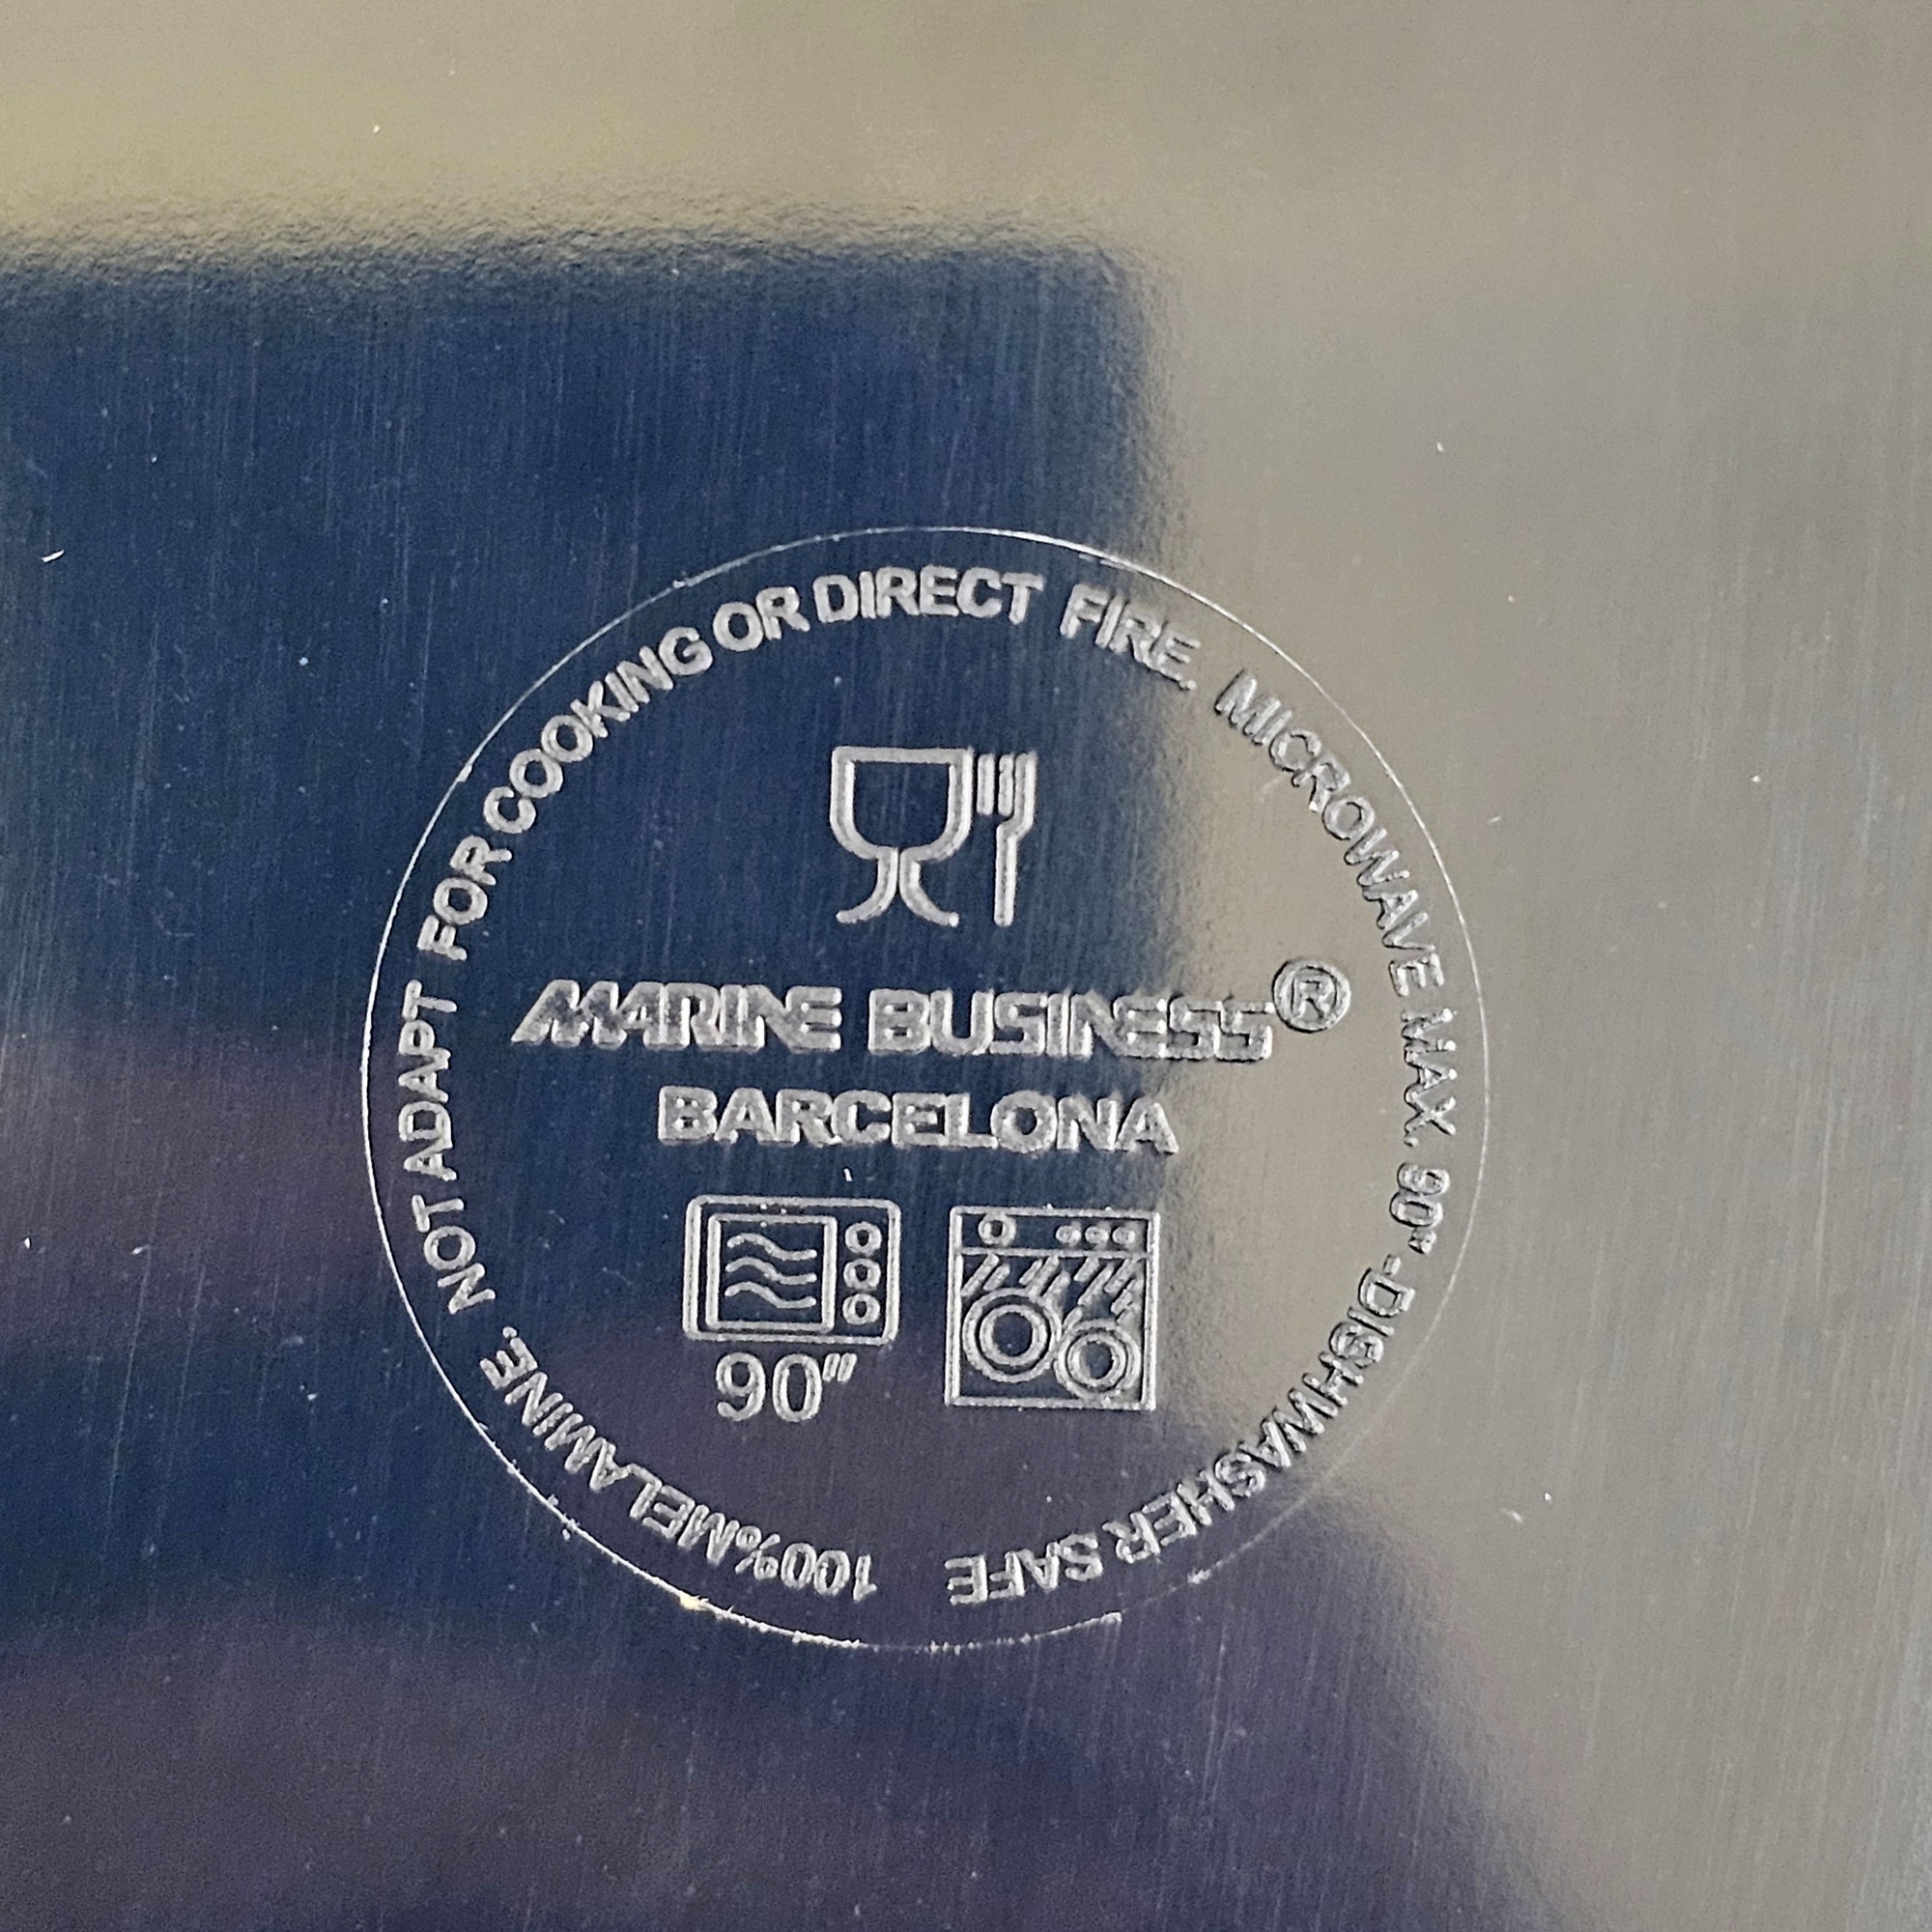 100% MELAMINE. NOT ADAPT FOR COOKING OR DIRECT FIRE. MICROWAVE MAX. 90" - DISHWASHER SAFE
MARINE BUSINESS®
BARCELONA
90"